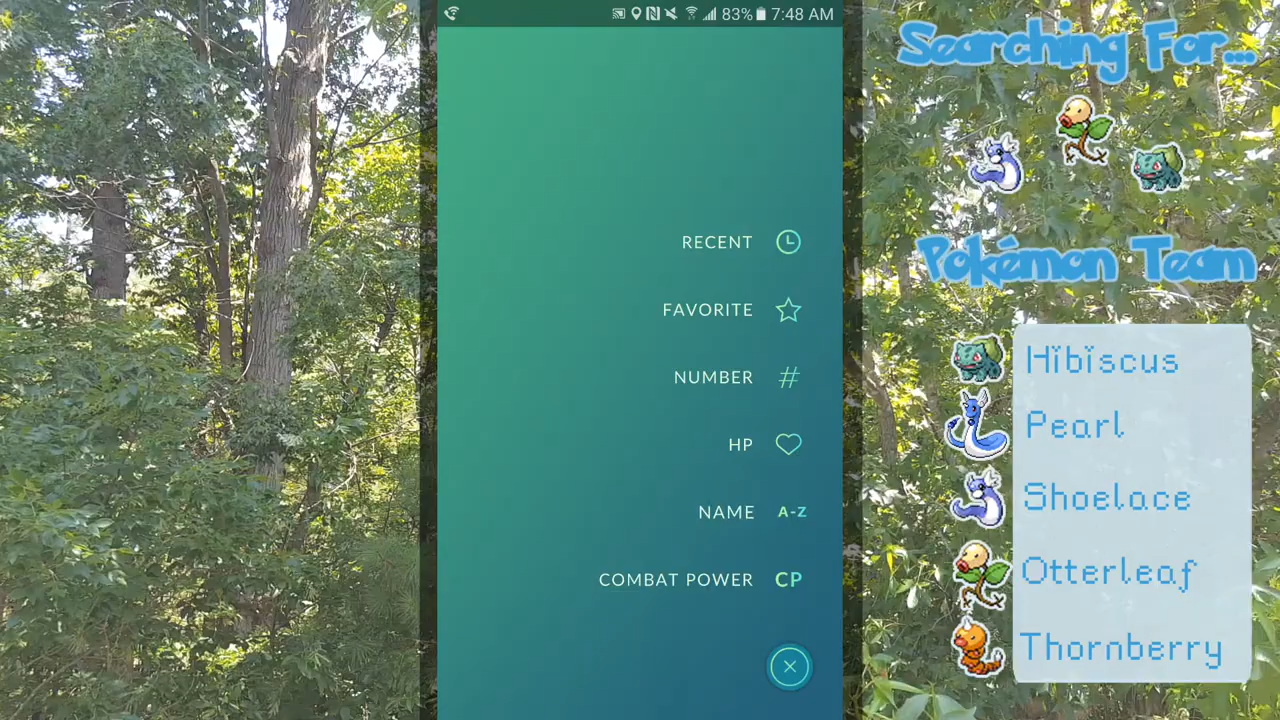 83% 7:48 AM
Searching For...
RECENT
FAVORITE
NUMBER #
HP
NAME A-Z
COMBAT POWER CP
Pokémon Team
Hibiscus
Pearl
Shoelace
Otterleaf
Thornberry